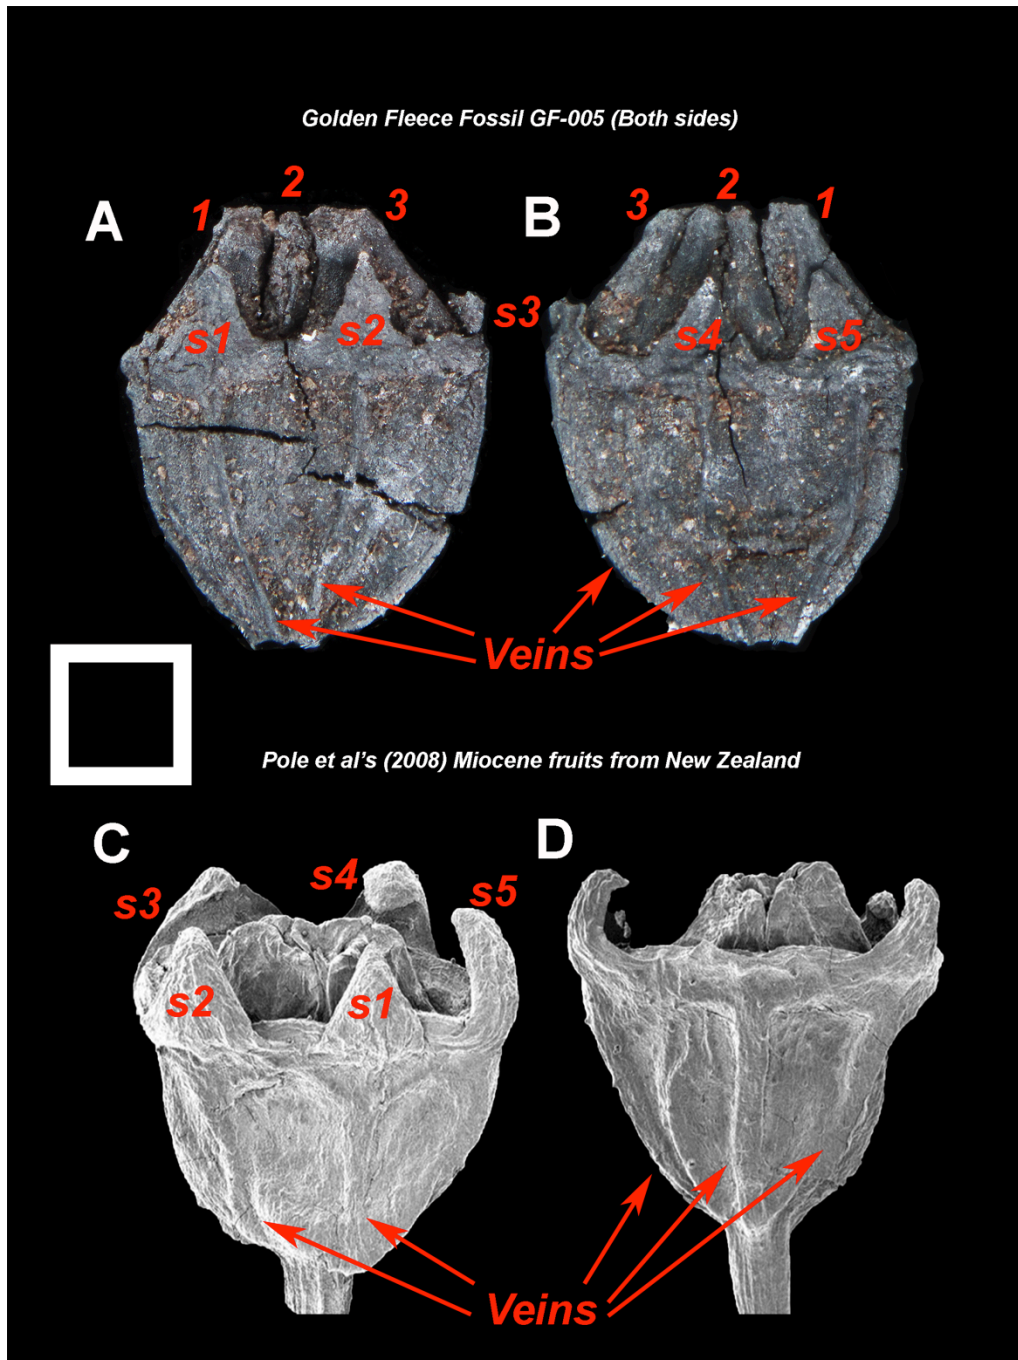 Golden Fleece Fossil GF-005 (Both sides)
A
1
2
3
B
3
2
1
s1
s2
s3
s4
s5
Veins
Pole et al's (2008) Miocene fruits from New Zealand
C
s3
s4
s5
D
s2
s1
Veins